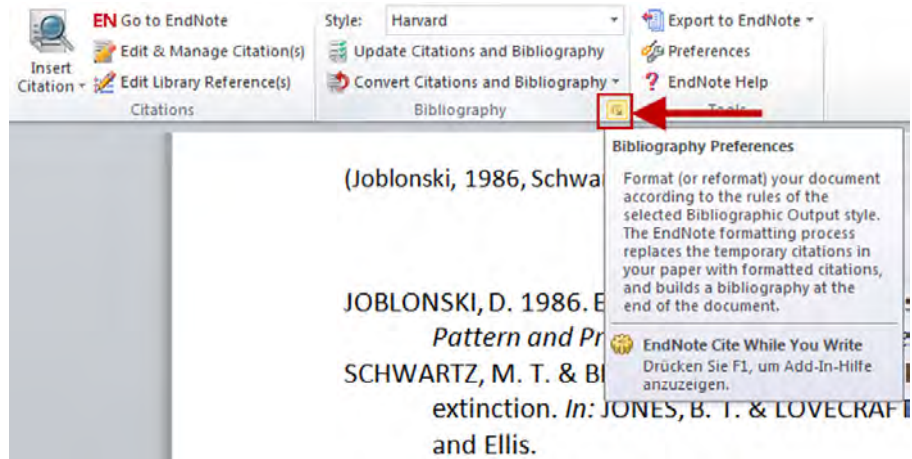 EN Go to EndNote
Edit & Manage Citation(s)
Insert
Citation
Edit Library Reference(s)
Citations
Style: Harvard
Update Citations and Bibliography
Convert Citations and Bibliography
Bibliography
Export to EndNote
Preferences
? EndNote Help
Tools
Bibliography Preferences
Format (or reformat) your document
according to the rules of the
selected Bibliographic Output style.
The EndNote formatting process
replaces the temporary citations in
your paper with formatted citations,
and builds a bibliography at the
end of the document.
EndNote Cite While You Write
Drücken Sie F1, um Add-In-Hilfe
anzuzeigen.
(Joblonski, 1986, Schwa
JOBLONSKI, D. 1986. E
Pattern and Pr
SCHWARTZ, M. T. & B
extinction. In: JONES, B. T. & LOVECRAF
and Ellis.